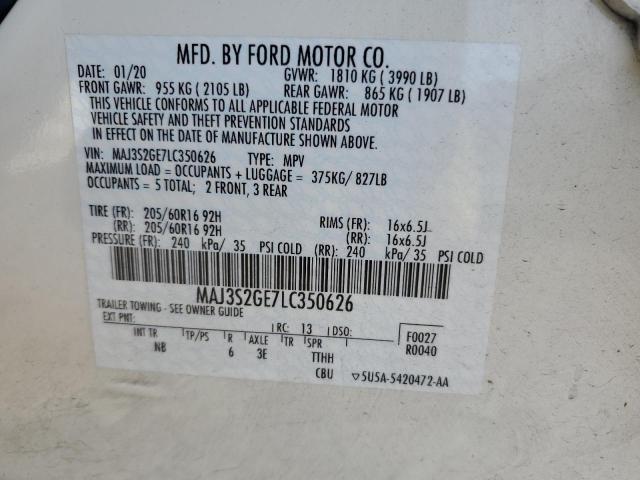 MFD. BY FORD MOTOR CO.
DATE: 01/20 GVWR: 1810 KG ( 3990 LB)
FRONT GAWR: 955 KG ( 2105 LB) REAR GAWR: 865 KG ( 1907 LB)
THIS VEHICLE CONFORMS TO ALL APPLICABLE FEDERAL MOTOR
VEHICLE SAFETY AND THEFT PREVENTION STANDARDS
IN EFFECT ON THE DATE OF MANUFACTURE SHOWN ABOVE.
VIN: MAJ3S2GE7LC350626 TYPE: MPV
MAXIMUM LOAD = OCCUPANTS + LUGGAGE = 375KG/ 827LB
OCCUPANTS = 5 TOTAL; 2 FRONT, 3 REAR
TIRE (FR): 205/60R16 92H RIMS (FR): 16x6.5J
(RR): 205/60R16 92H (RR): 16x6.5J
PRESSURE (FR): 240 kPa/ 35 PSI COLD (RR): 240 kPa/ 35 PSI COLD
MAJ3S2GE7LC350626
TRAILER TOWING - SEE OWNER GUIDE
EXT PNT: RC: 13 DSO: F0027
INT TR TP/PS R AXLE TR SPR R0040
NB 6 3E TTHH
CBU ▽5U5A-5420472-AA